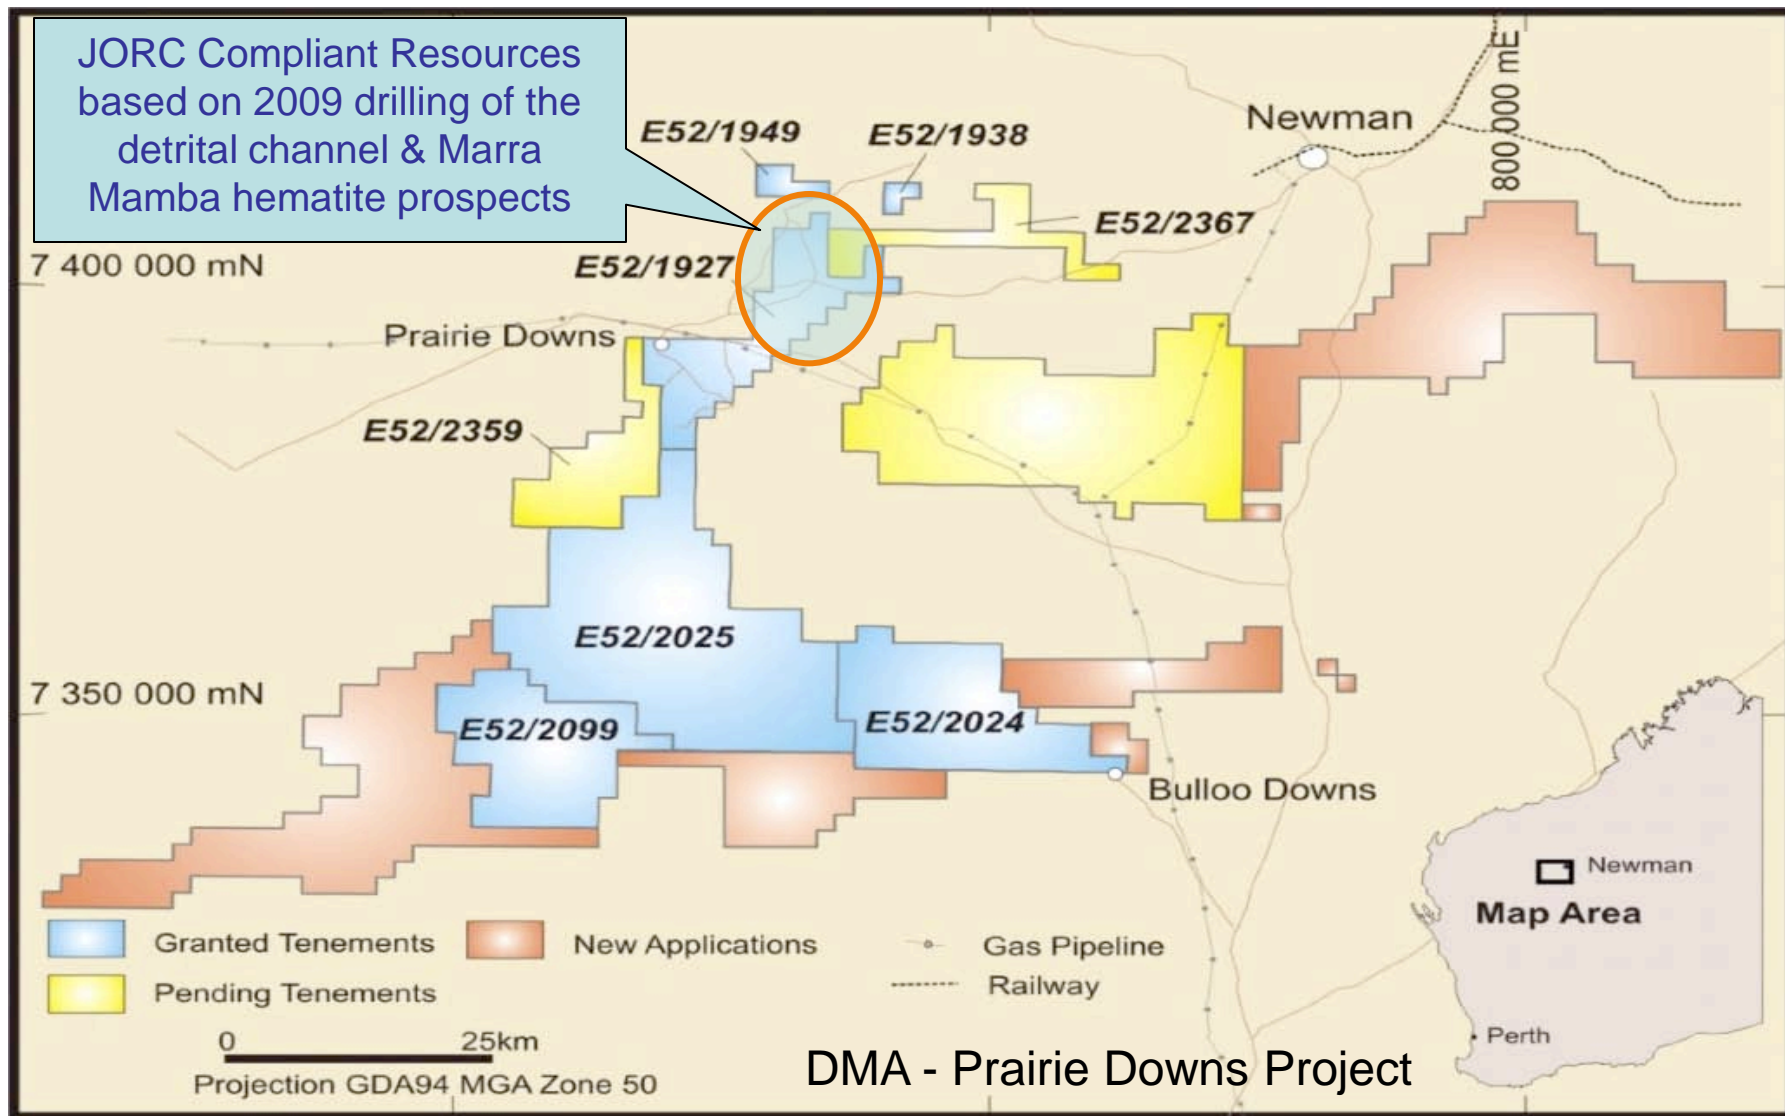 JORC Compliant Resources
based on 2009 drilling of the
detrital channel & Marra
Mamba hematite prospects
E52/1949
E52/1938
Newman
800 000 mE
E52/2367
7 400 000 mN
E52/1927
Prairie Downs
E52/2359
E52/2025
7 350 000 mN
E52/2099
E52/2024
Bulloo Downs
Newman
Map Area
Perth
Granted Tenements
New Applications
Gas Pipeline
Pending Tenements
Railway
0 25km
Projection GDA94 MGA Zone 50
DMA - Prairie Downs Project